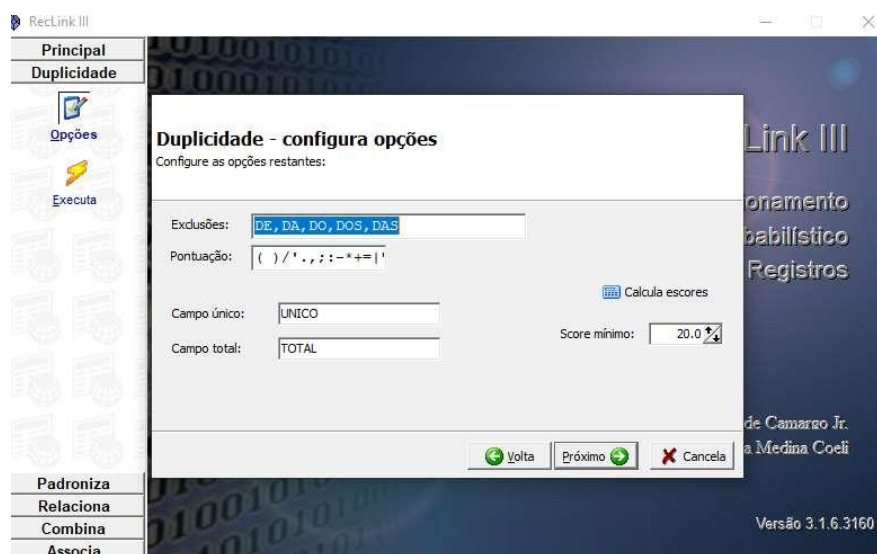 RecLink III
Principal
Duplicidade
Opções
Executa
Duplicidade - configura opções
Configure as opções restantes:
Exclusões: DE,DA,DO,DOS,DAS
Pontuação: ( )/'.,;:-*+=|'
Calcula escores
Campo único: UNICO
Score mínimo: 20.0
Campo total: TOTAL
Volta Próximo Cancela
Link III
onamento
babilístico
Registros
de Camargo Jr.
a Medina Coeli
Padroniza
Relaciona
Combina
Associa
Versão 3.1.6.3160